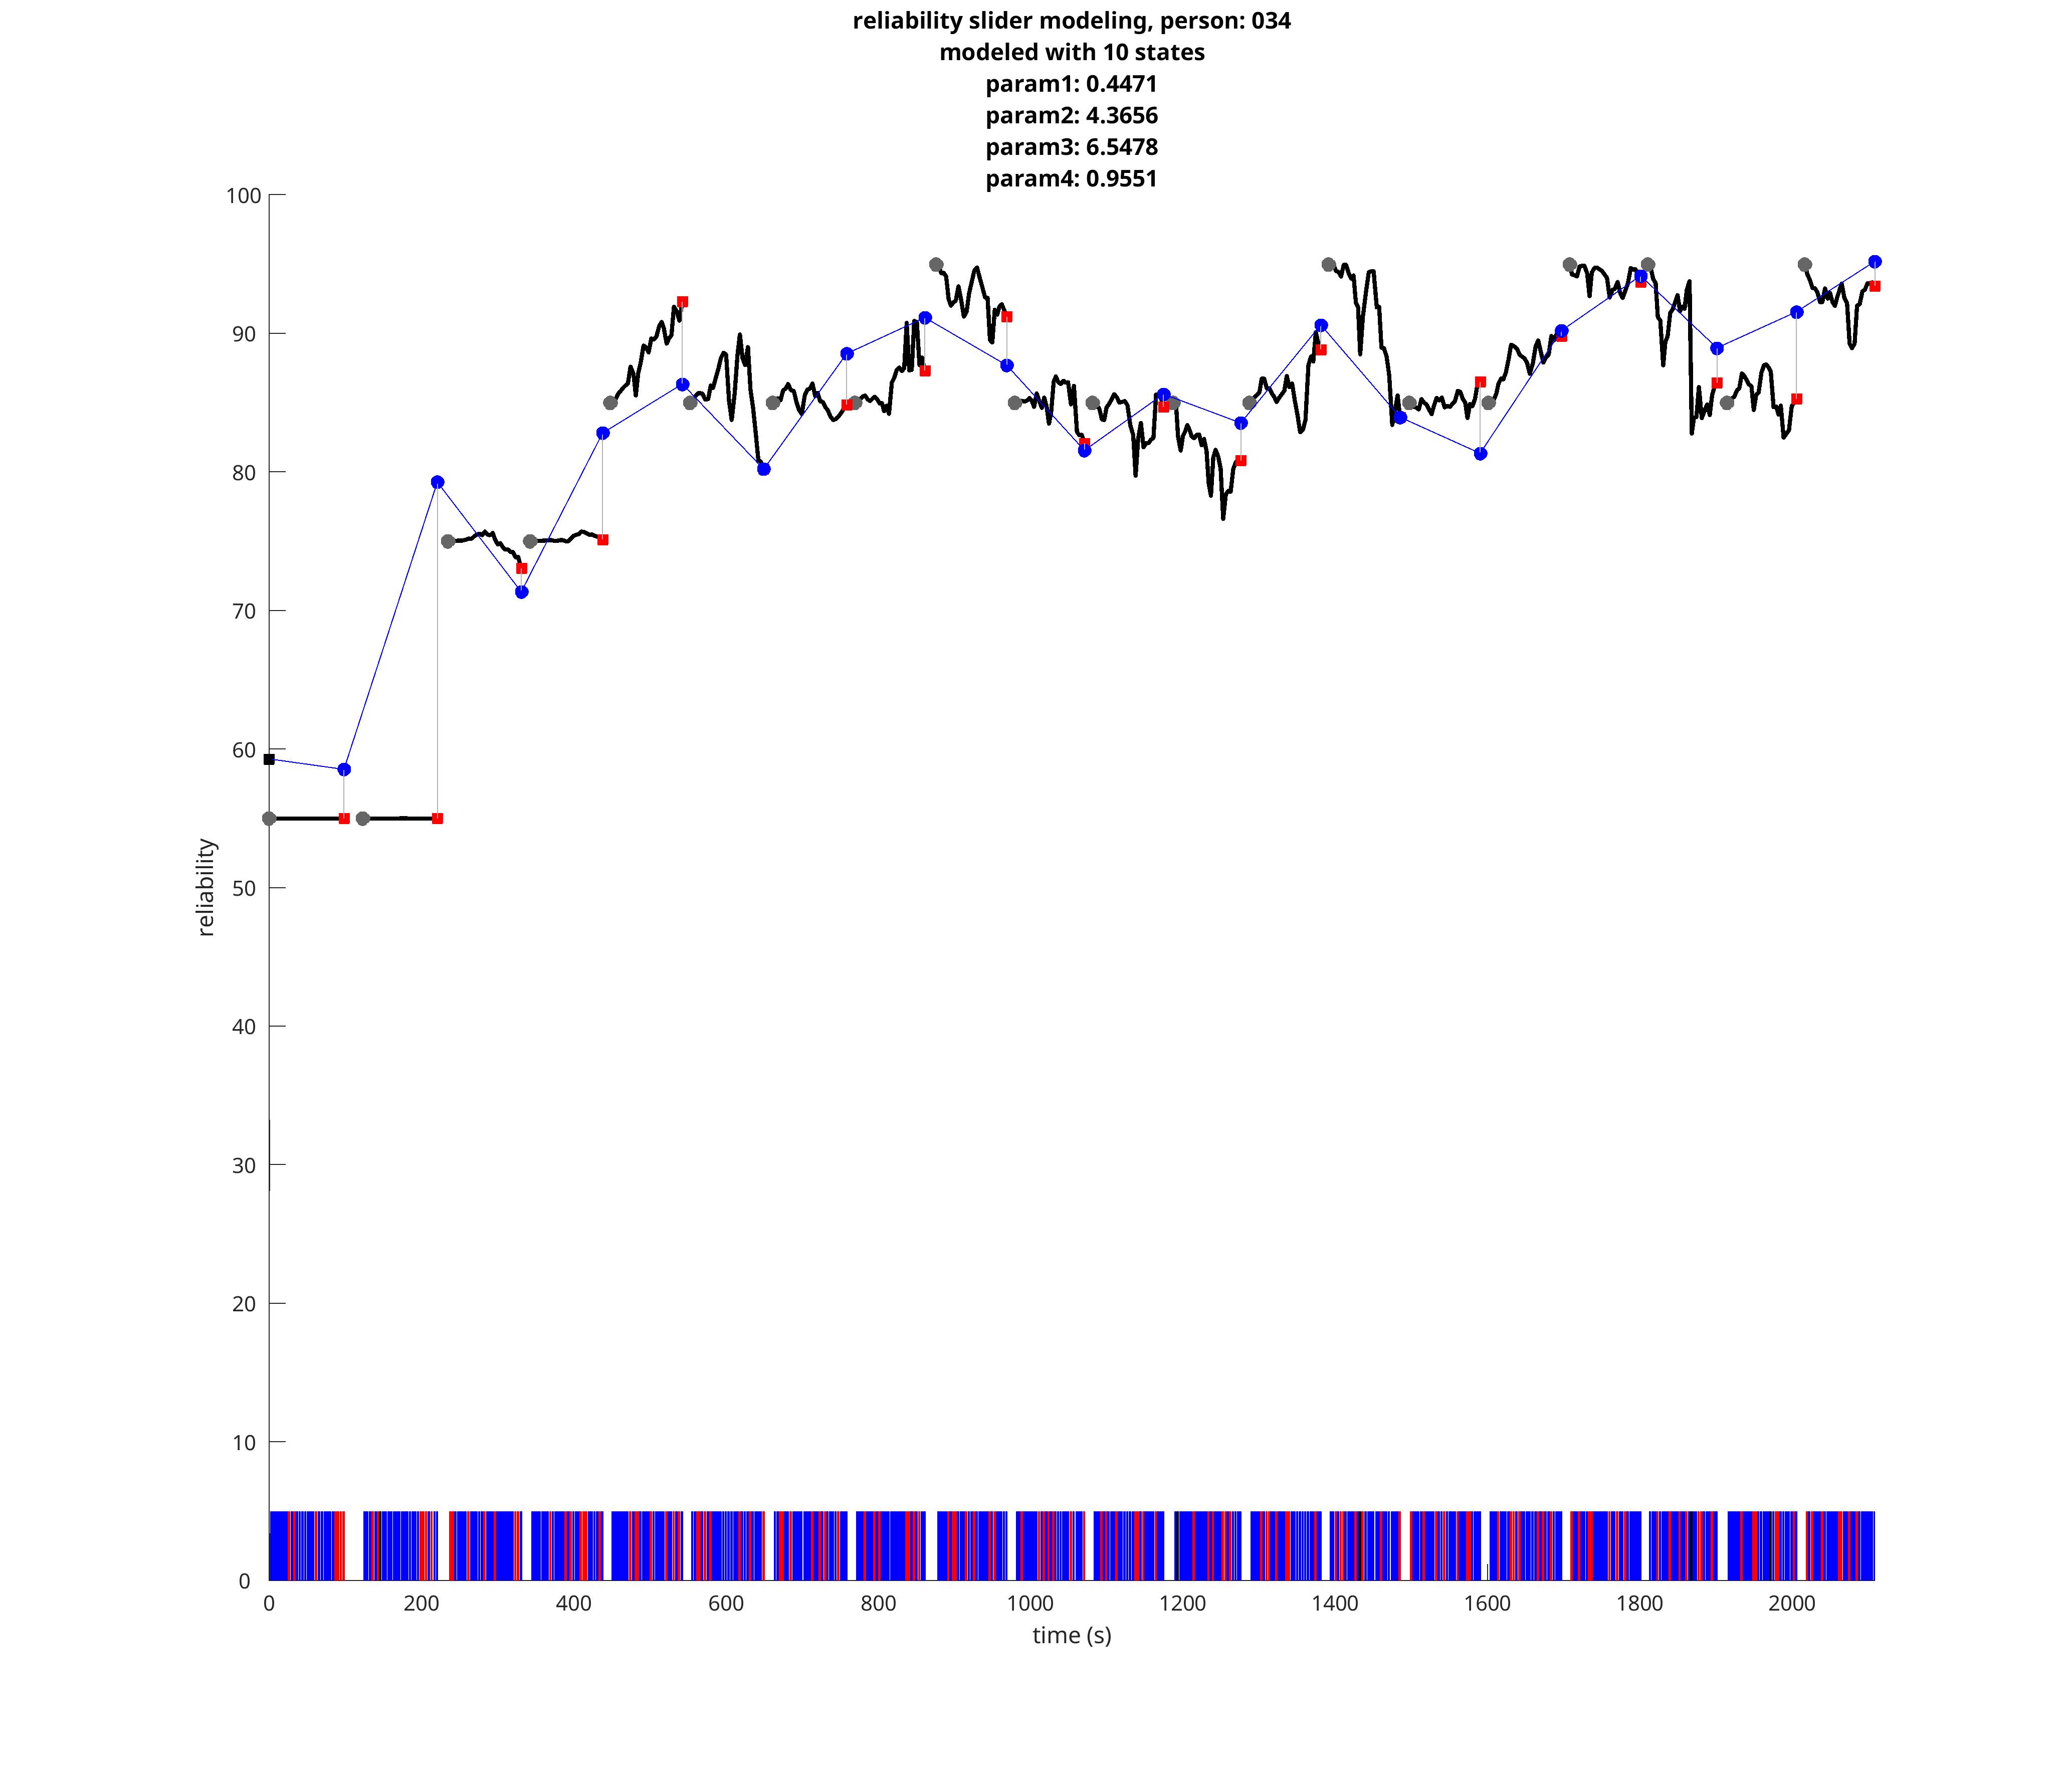 reliability slider modeling, person: 034
modeled with 10 states
param1: 0.4471
param2: 4.3656
param3: 6.5478
param4: 0.9551
100
90
80
70
60
50
40
30
20
10
0
reliability
0 200 400 600 800 1000 1200 1400 1600 1800 2000
time (s)